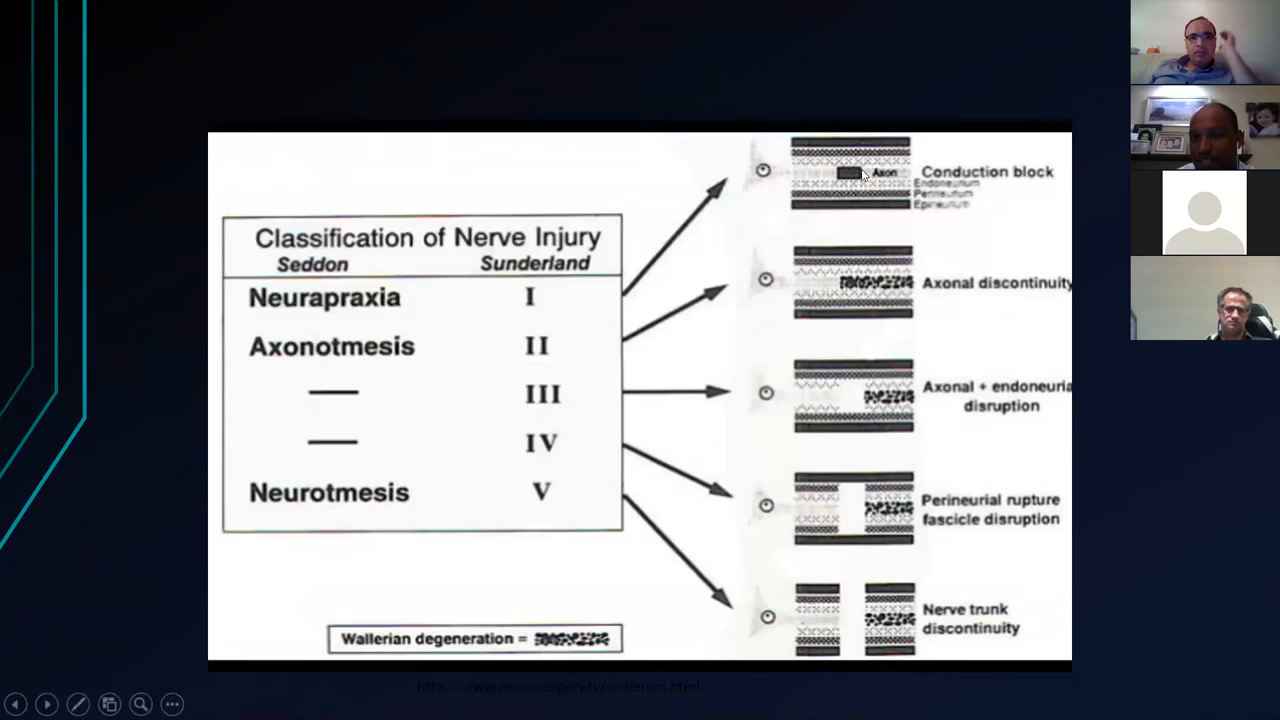 Classification of Nerve Injury
Seddon Sunderland
Neurapraxia I
Axonotmesis II
— III
— IV
Neurotmesis V
Wallerian degeneration =
Axon
Conduction block
Endoneurium
Perineurium
Epineurium
Axonal discontinuity
Axonal + endoneuria
disruption
Perineurial rupture
fascicle disruption
Nerve trunk
discontinuity